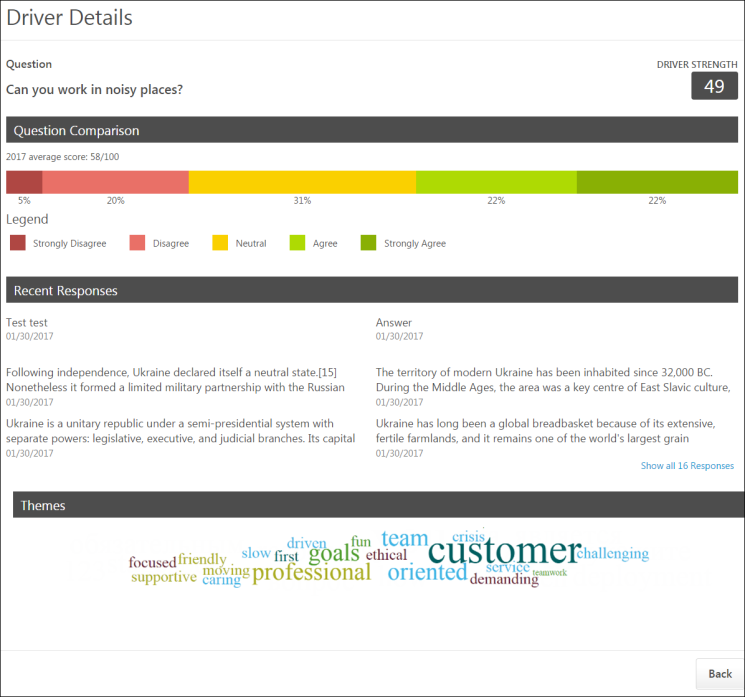 Driver Details
Question
DRIVER STRENGTH
Can you work in noisy places?
49
Question Comparison
2017 average score: 58/100
5% 20% 31% 22% 22%
Legend
Strongly Disagree Disagree Neutral Agree Strongly Agree
Recent Responses
Test test
01/30/2017
Answer
01/30/2017
Following independence, Ukraine declared itself a neutral state.[15]
Nonetheless it formed a limited military partnership with the Russian
01/30/2017
The territory of modern Ukraine has been inhabited since 32,000 BC.
During the Middle Ages, the area was a key centre of East Slavic culture,
01/30/2017
Ukraine is a unitary republic under a semi-presidential system with
separate powers: legislative, executive, and judicial branches. Its capital
01/30/2017
Ukraine has long been a global breadbasket because of its extensive,
fertile farmlands, and it remains one of the world's largest grain
01/30/2017
Show all 16 Responses
Themes
driven fun team crisis
focused friendly slow first goals ethical customer challenging
supportive moving caring professional oriented service demanding teamwork
Back